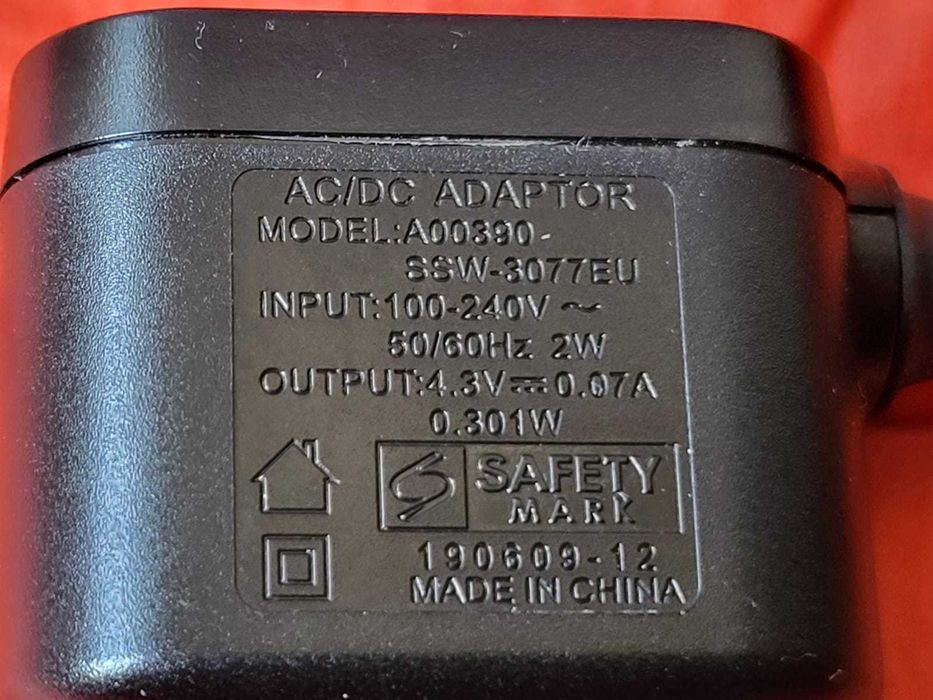 AC/DC ADAPTOR
MODEL:A00390-
SSW-3077EU
INPUT:100-240V ~
50/60Hz 2W
OUTPUT:4.3V⎓0.07A
0.301W
SAFETY
MARK
190609-12
MADE IN CHINA